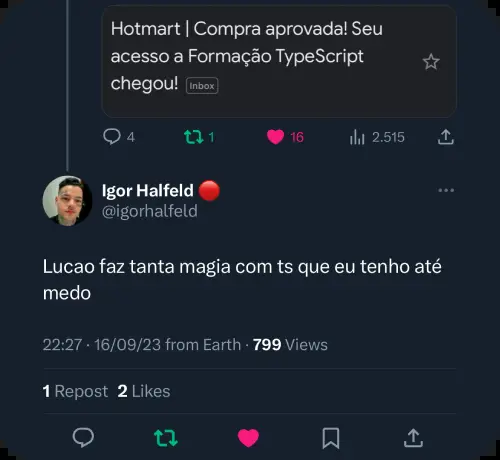 Hotmart | Compra aprovada! Seu
acesso a Formação TypeScript
chegou! Inbox
4 1 16 2.515
Igor Halfeld 🔴
@igorhalfeld
Lucao faz tanta magia com ts que eu tenho até
medo
22:27 · 16/09/23 from Earth · 799 Views
1 Repost 2 Likes